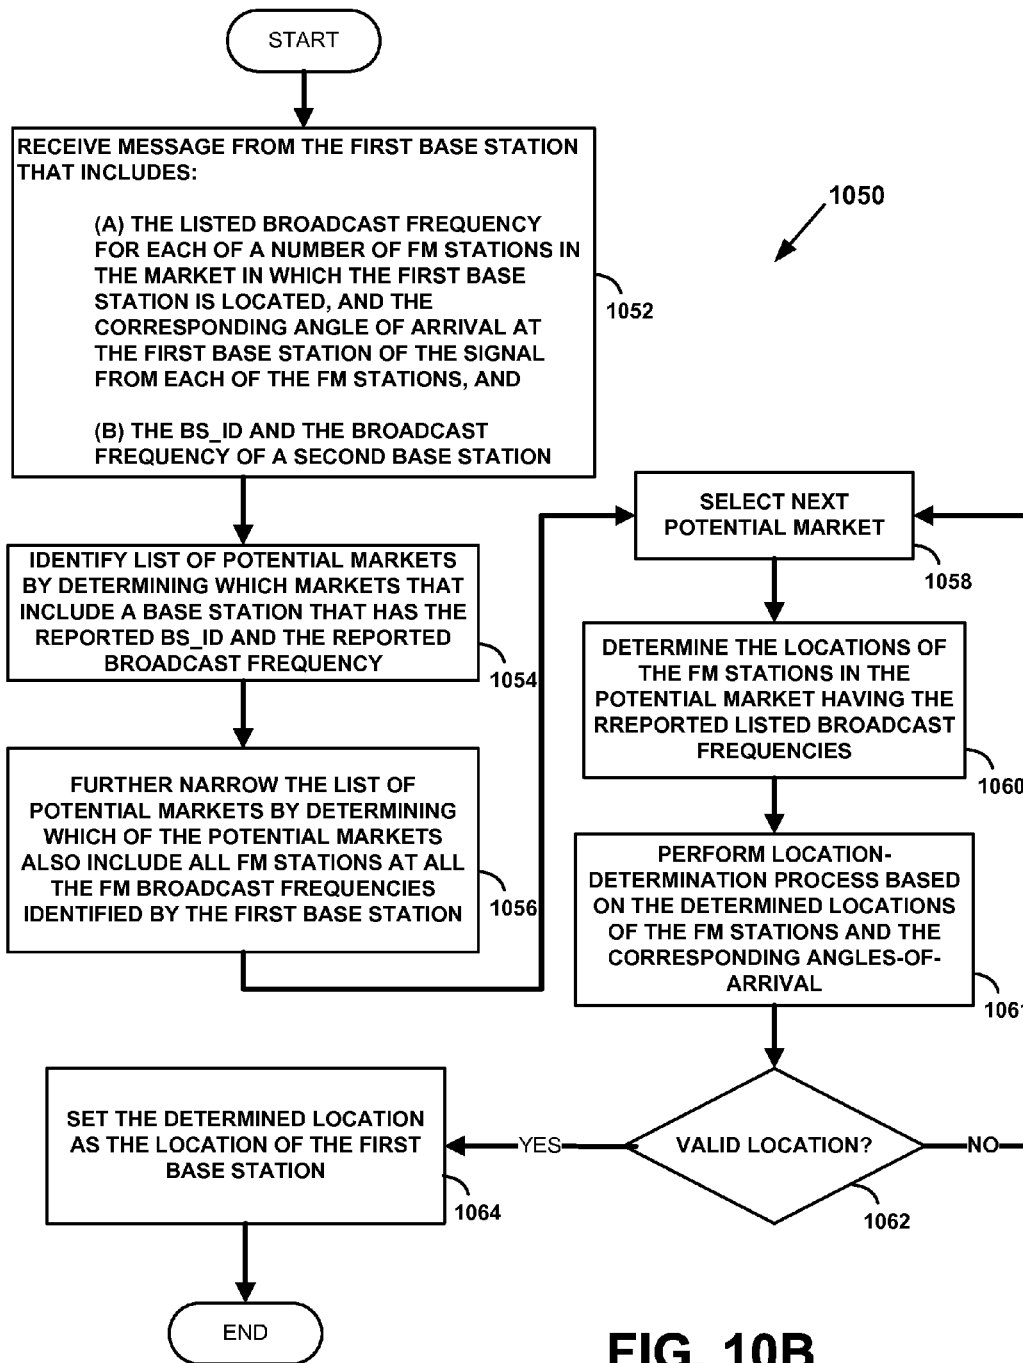 START
RECEIVE MESSAGE FROM THE FIRST BASE STATION
THAT INCLUDES:
(A) THE LISTED BROADCAST FREQUENCY
FOR EACH OF A NUMBER OF FM STATIONS IN
THE MARKET IN WHICH THE FIRST BASE
STATION IS LOCATED, AND THE
CORRESPONDING ANGLE OF ARRIVAL AT
THE FIRST BASE STATION OF THE SIGNAL
FROM EACH OF THE FM STATIONS, AND
(B) THE BS_ID AND THE BROADCAST
FREQUENCY OF A SECOND BASE STATION
1052
1050
IDENTIFY LIST OF POTENTIAL MARKETS
BY DETERMINING WHICH MARKETS THAT
INCLUDE A BASE STATION THAT HAS THE
REPORTED BS_ID AND THE REPORTED
BROADCAST FREQUENCY
1054
FURTHER NARROW THE LIST OF
POTENTIAL MARKETS BY DETERMINING
WHICH OF THE POTENTIAL MARKETS
ALSO INCLUDE ALL FM STATIONS AT ALL
THE FM BROADCAST FREQUENCIES
IDENTIFIED BY THE FIRST BASE STATION
1056
SELECT NEXT
POTENTIAL MARKET
1058
DETERMINE THE LOCATIONS OF
THE FM STATIONS IN THE
POTENTIAL MARKET HAVING THE
RREPORTED LISTED BROADCAST
FREQUENCIES
1060
PERFORM LOCATION-
DETERMINATION PROCESS BASED
ON THE DETERMINED LOCATIONS
OF THE FM STATIONS AND THE
CORRESPONDING ANGLES-OF-
ARRIVAL
1061
VALID LOCATION?
1062
YES
NO
SET THE DETERMINED LOCATION
AS THE LOCATION OF THE FIRST
BASE STATION
1064
END
FIG. 10B